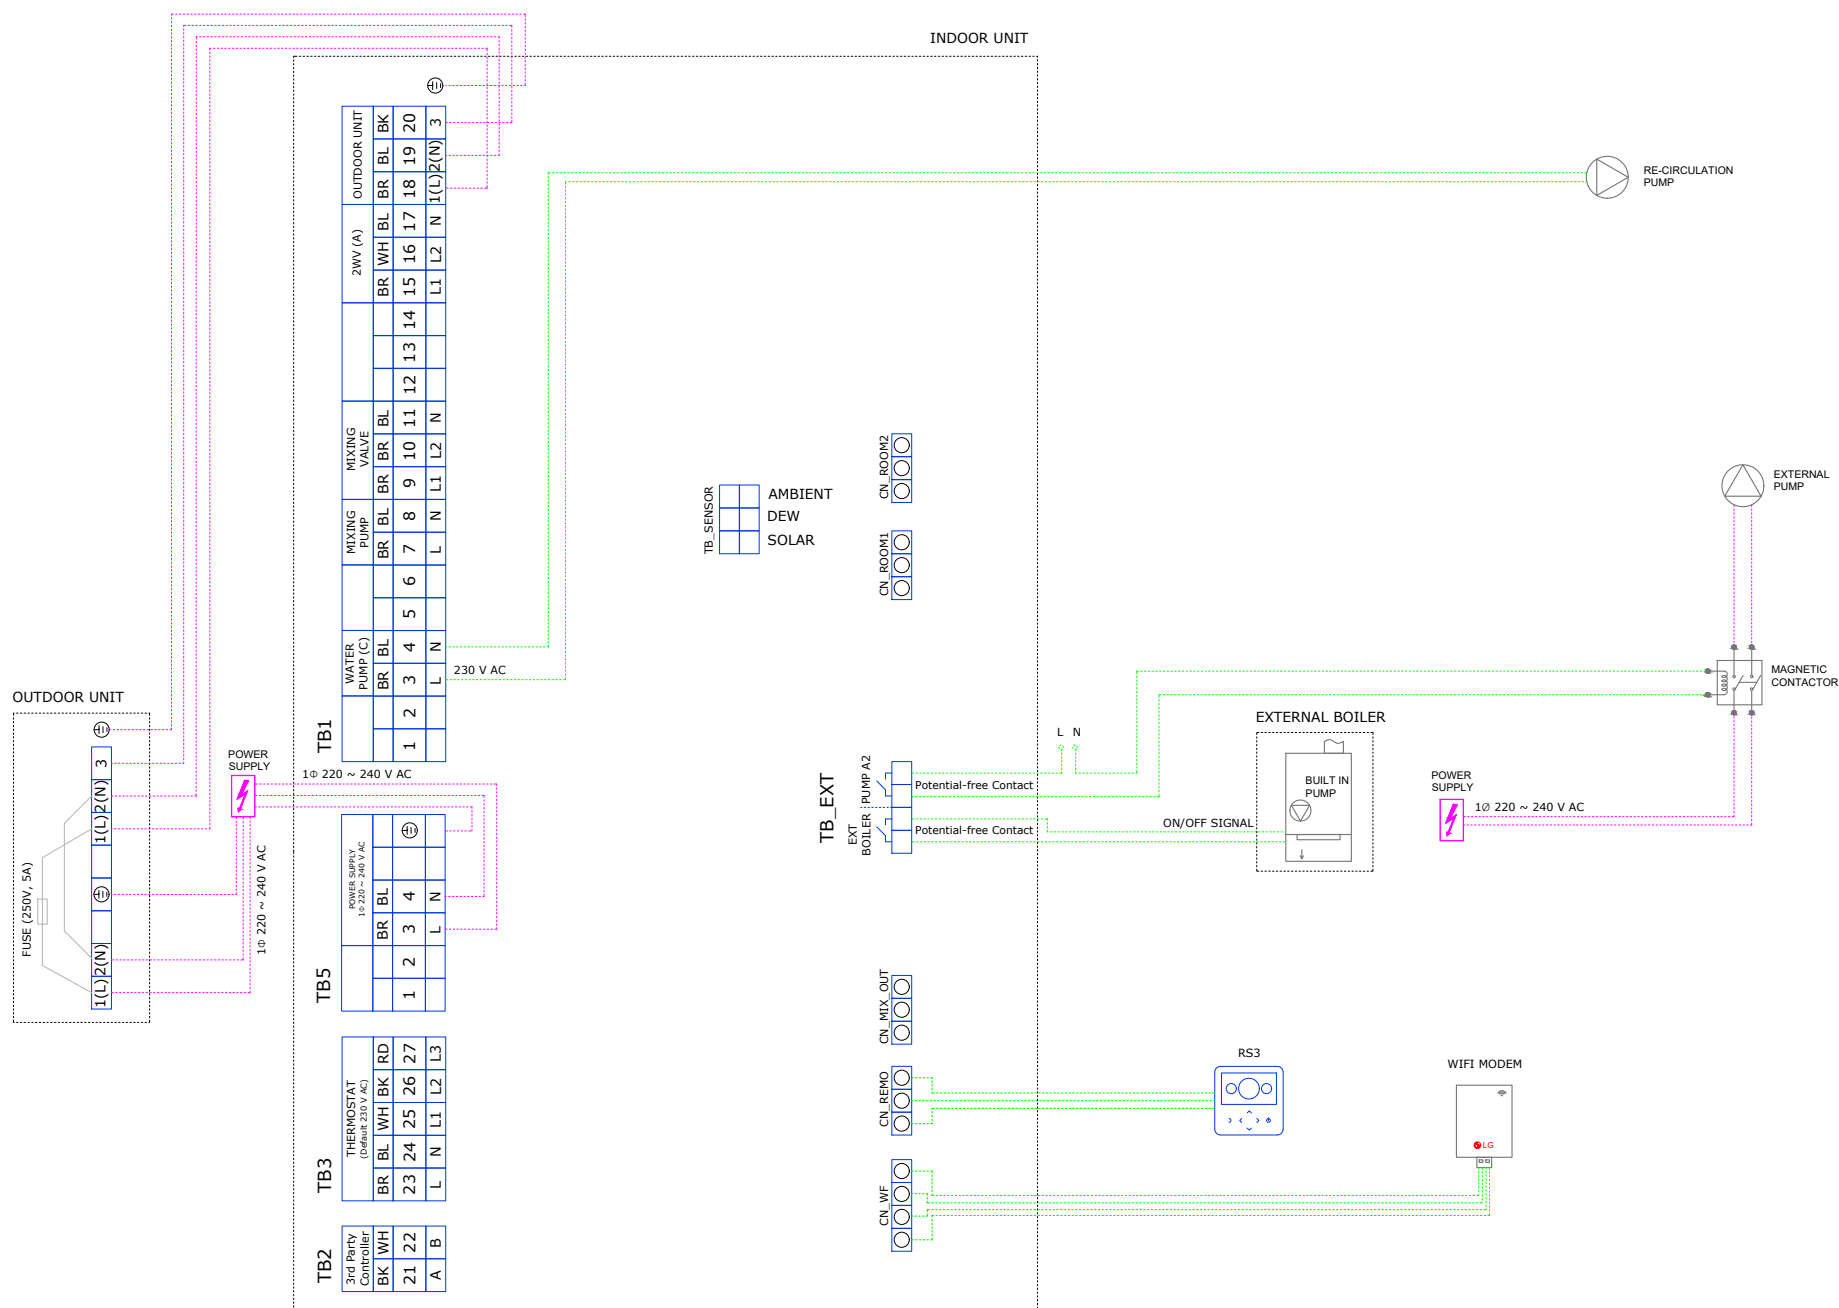 INDOOR UNIT
OUTDOOR UNIT
BK 20 3
BL 19 2(N)
BR 18 1(L)
2WV (A)
BL 17 N
WH 16 L2
BR 15 L1
14
13
12
MIXING
VALVE
BL 11 N
BR 10 L2
BR 9 L1
MIXING
PUMP
BL 8 N
BR 7 L
6
5
WATER
PUMP (C)
BL 4 N
BR 3 L
2
1
TB1
230 V AC
RE-CIRCULATION
PUMP
EXTERNAL
PUMP
MAGNETIC
CONTACTOR
TB_SENSOR
AMBIENT
DEW
SOLAR
CN_ROOM2
CN_ROOM1
OUTDOOR UNIT
3
2(N)
1(L)
2(N)
1(L)
FUSE (250V, 5A)
POWER
SUPPLY
1Φ 220 ~ 240 V AC
1Φ 220 ~ 240 V AC
TB5
POWER SUPPLY
1Φ 220 ~ 240 V AC
BL 4 N
BR 3 L
2
1
TB_EXT
PUMP A2
EXT
BOILER
Potential-free Contact
Potential-free Contact
L N
ON/OFF SIGNAL
EXTERNAL BOILER
BUILT IN
PUMP
POWER
SUPPLY
1Ø 220 ~ 240 V AC
TB3
THERMOSTAT
(Default 230 V AC)
RD 27 L3
BK 26 L2
WH 25 L1
BL 24 N
BR 23 L
TB2
3rd Party
Controller
WH 22 B
BK 21 A
CN_MIX_OUT
CN_REMO
CN_WF
RS3
WIFI MODEM
LG